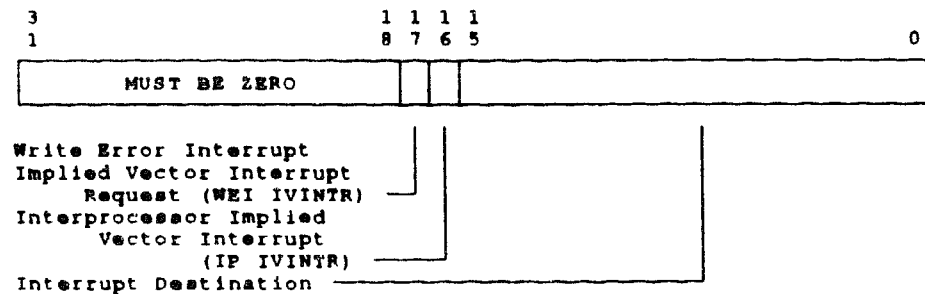 3 1 1 1 1
1 8 7 6 5 0
MUST BE ZERO
Write Error Interrupt
Implied Vector Interrupt
Request (WEI IVINTR)
Interprocessor Implied
Vector Interrupt
(IP IVINTR)
Interrupt Destination